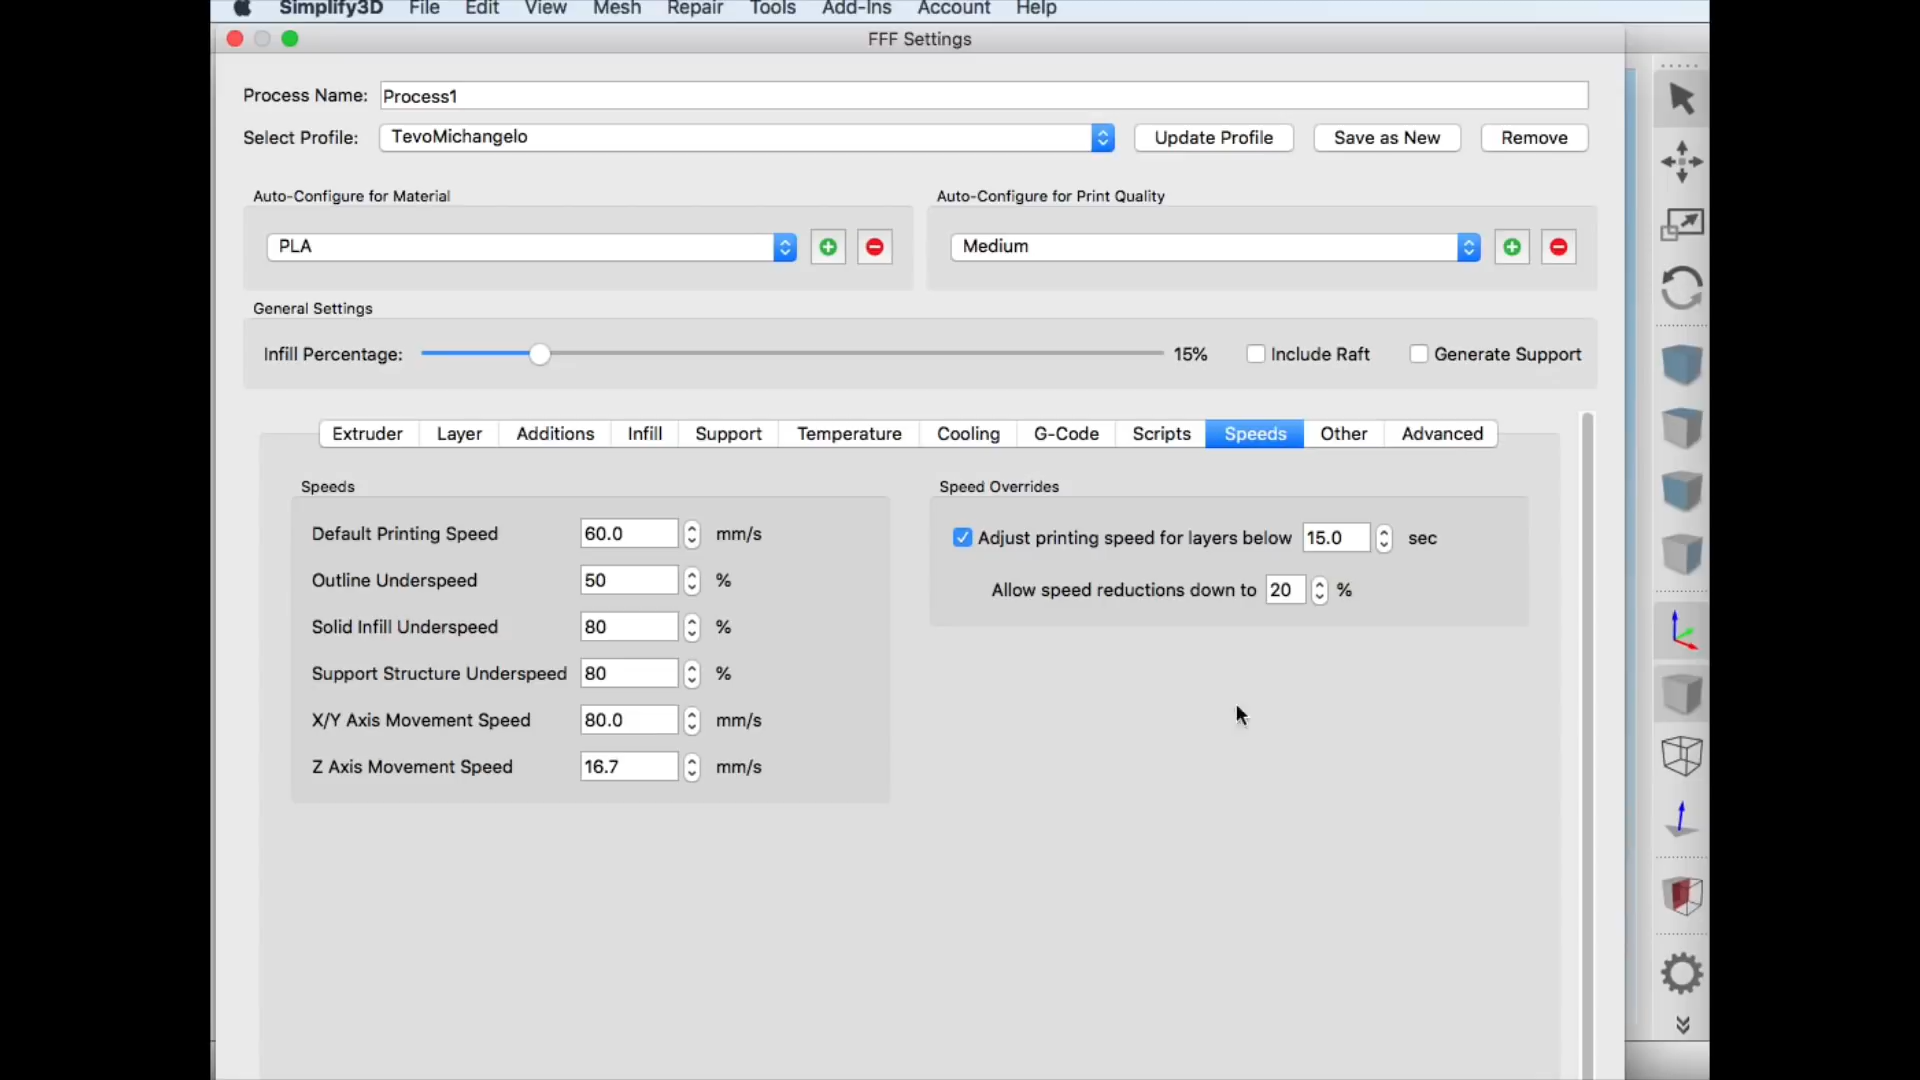 Simplify3D File Edit View Mesh Repair Tools Add-Ins Account Help
FFF Settings
Process Name: Process1
Select Profile: TevoMichangelo Update Profile Save as New Remove
Auto-Configure for Material Auto-Configure for Print Quality
PLA Medium
General Settings
Infill Percentage: 15% Include Raft Generate Support
Extruder Layer Additions Infill Support Temperature Cooling G-Code Scripts Speeds Other Advanced
Speeds
Default Printing Speed 60.0 mm/s
Outline Underspeed 50 %
Solid Infill Underspeed 80 %
Support Structure Underspeed 80 %
X/Y Axis Movement Speed 80.0 mm/s
Z Axis Movement Speed 16.7 mm/s
Speed Overrides
Adjust printing speed for layers below 15.0 sec
Allow speed reductions down to 20 %